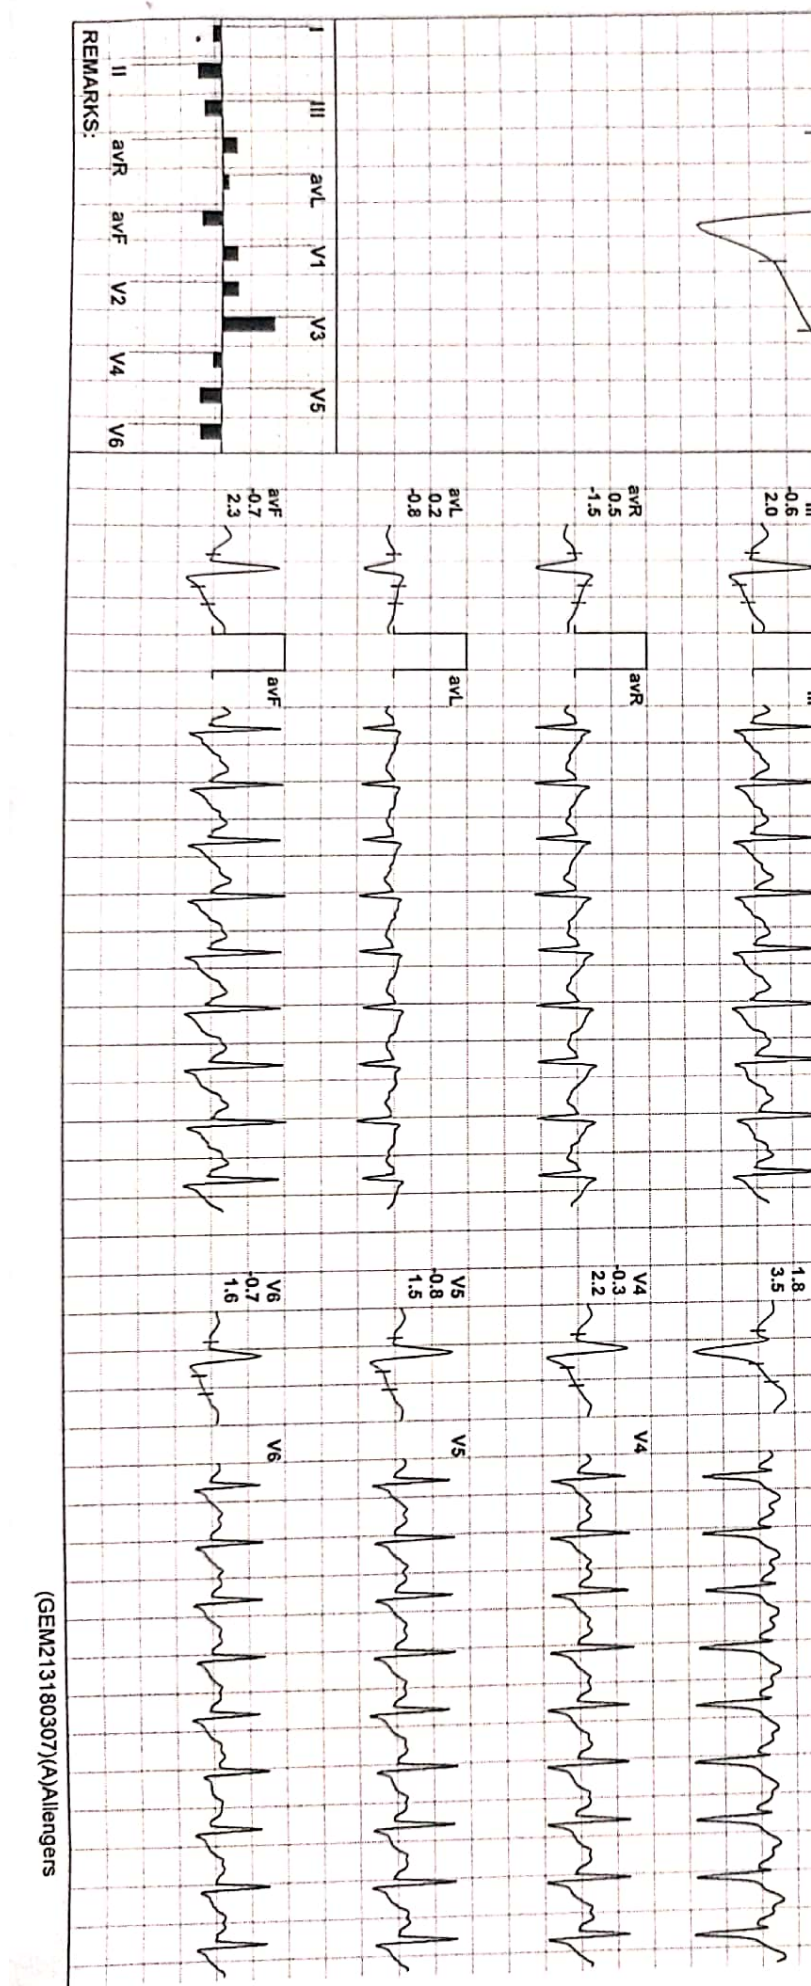 -0.6
2.0
1.8
3.5
avR avR V4 V4
0.5 -0.3
-1.5 2.2
avL avL V5 V5
0.2 -0.8
-0.8 1.5
I III avL V1 V3 V5
avF avF V6 V6
-0.7 -0.7
2.3 1.6
II avR avF V2 V4 V6
REMARKS:
(GEM213180307)(A)Allengers